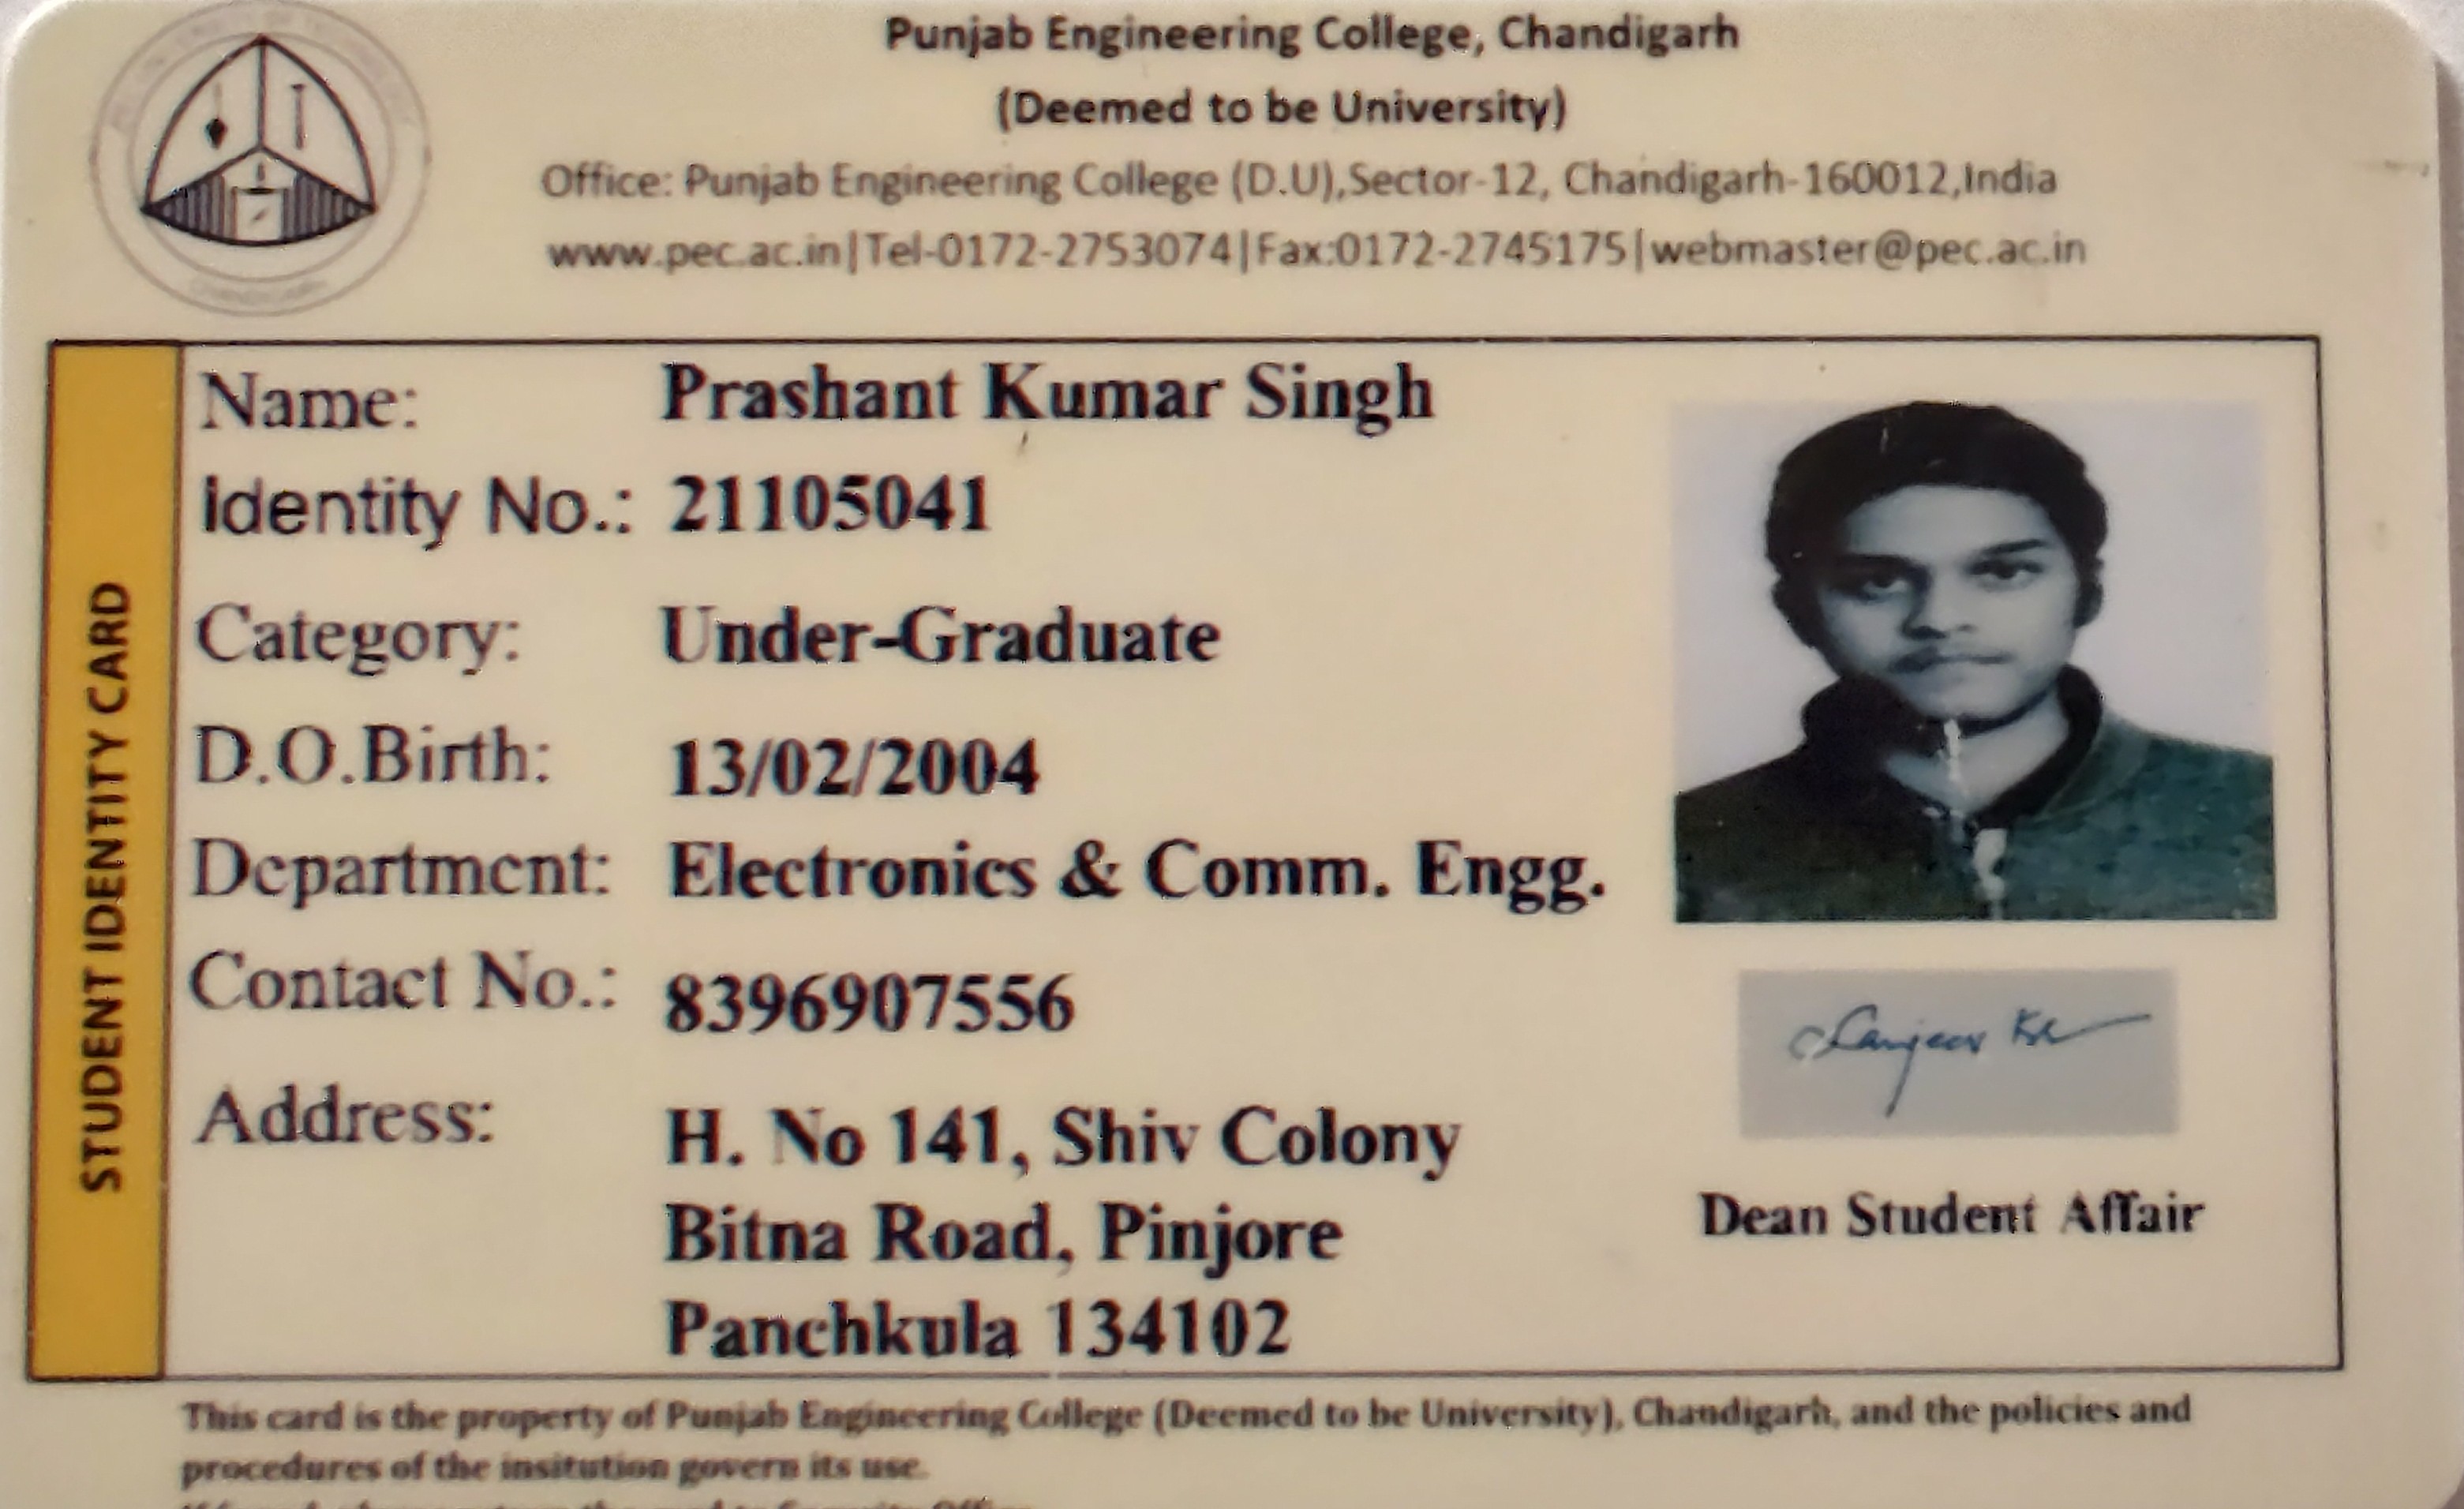 Punjab Engineering College, Chandigarh
(Deemed to be University)
Office: Punjab Engineering College (D.U),Sector-12, Chandigarh-160012,India
www.pec.ac.in|Tel-0172-2753074|Fax:0172-2745175|webmaster@pec.ac.in
STUDENT IDENTITY CARD
Name: Prashant Kumar Singh
Identity No.: 21105041
Category: Under-Graduate
D.O.Birth: 13/02/2004
Department: Electronics & Comm. Engg.
Contact No.: 8396907556
Address: H. No 141, Shiv Colony
Bitna Road, Pinjore
Panchkula 134102
Dean Student Affair
This card is the property of Punjab Engineering College (Deemed to be University), Chandigarh, and the policies and
procedures of the insitution govern its use.